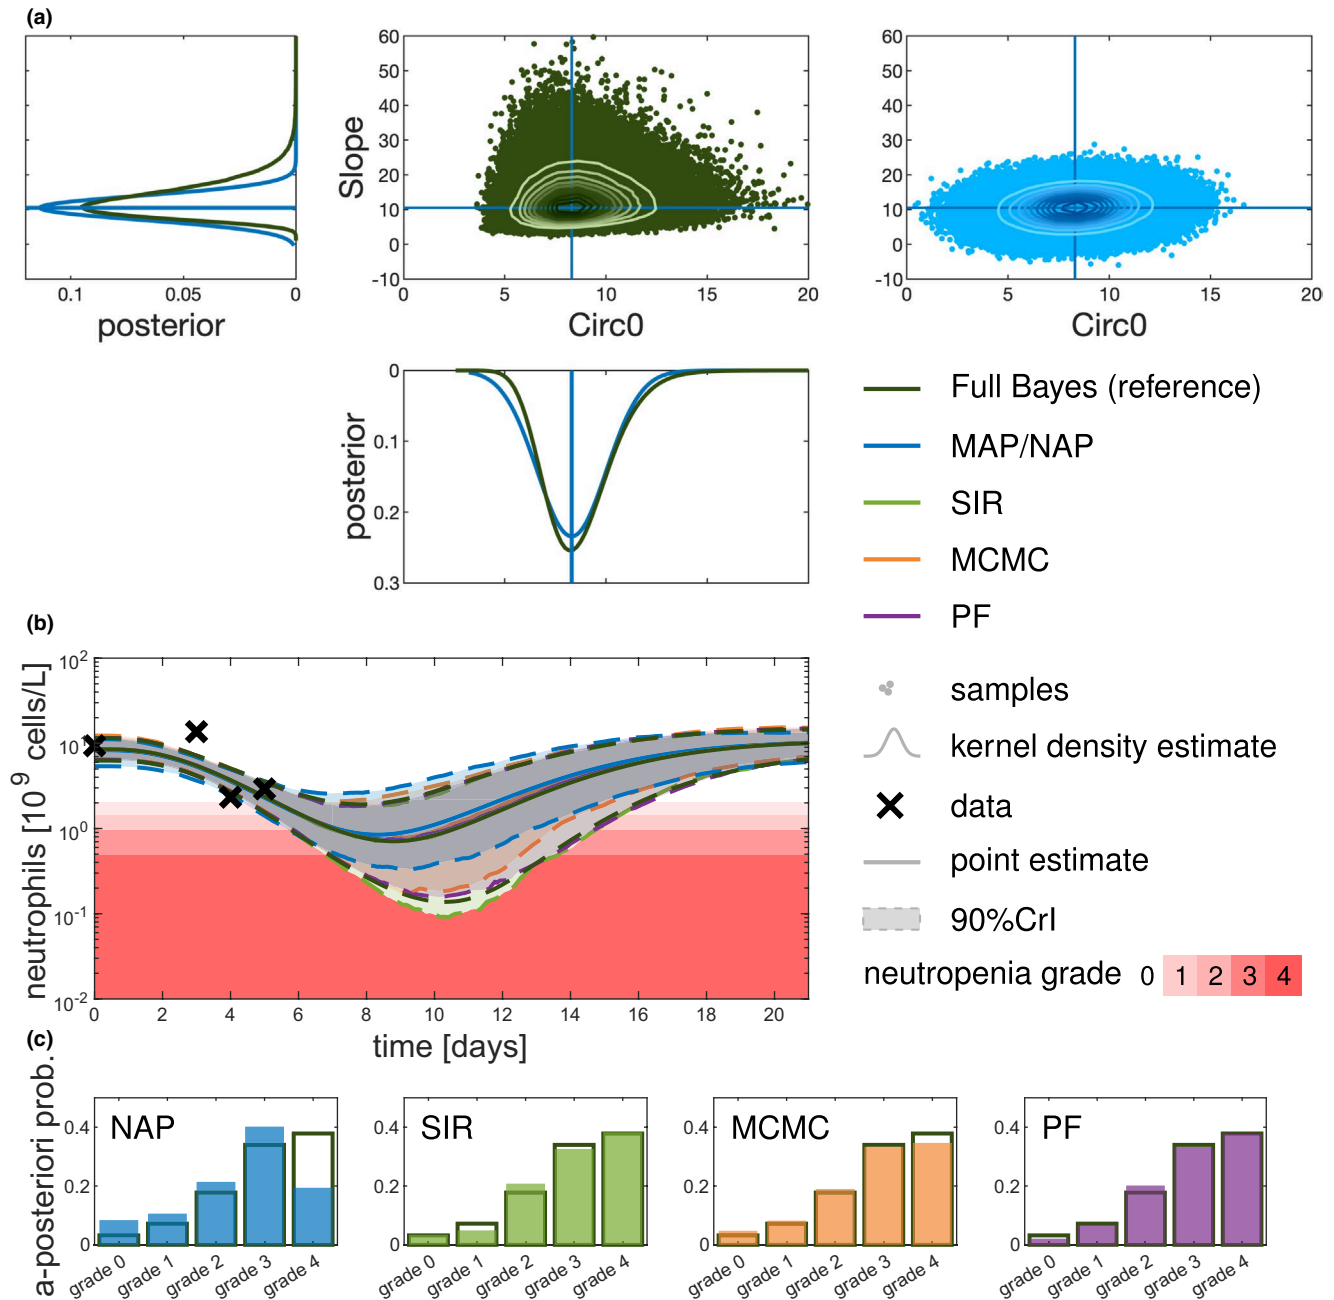 (a)
60
50
40
30
20
10
0
-10
Slope
60
50
40
30
20
10
0
-10
0.1 0.05 0
posterior
0 5 10 15 20
Circ0
0 5 10 15 20
Circ0
0
0.1
0.2
0.3
posterior
Full Bayes (reference)
MAP/NAP
SIR
MCMC
PF
samples
kernel density estimate
data
point estimate
90%CrI
neutropenia grade 0 1 2 3 4
(b)
neutrophils [10^9 cells/L]
10^2
10^1
10^0
10^-1
10^-2
0 2 4 6 8 10 12 14 16 18 20
time [days]
(c)
a-posteriori prob.
NAP
0.4
0.2
0
grade 0 grade 1 grade 2 grade 3 grade 4
SIR
0.4
0.2
0
grade 0 grade 1 grade 2 grade 3 grade 4
MCMC
0.4
0.2
0
grade 0 grade 1 grade 2 grade 3 grade 4
PF
0.4
0.2
0
grade 0 grade 1 grade 2 grade 3 grade 4